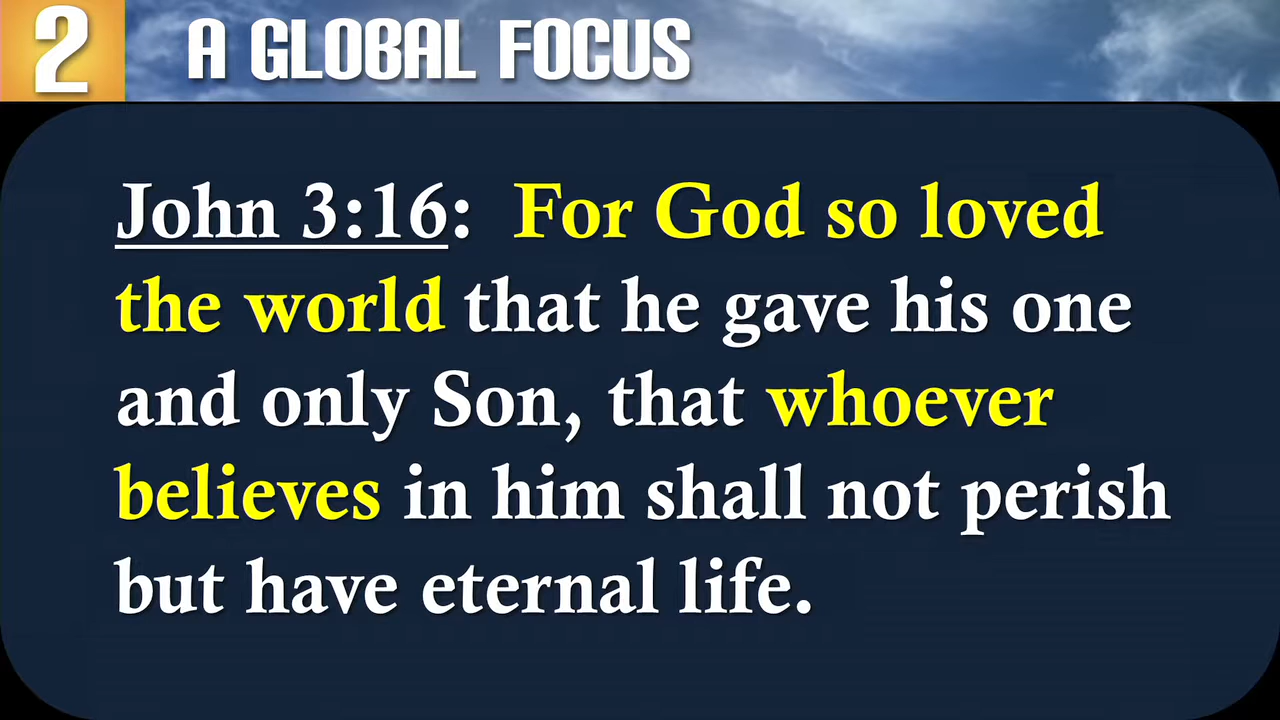 2 A GLOBAL FOCUS
John 3:16: For God so loved
the world that he gave his one
and only Son, that whoever
believes in him shall not perish
but have eternal life.